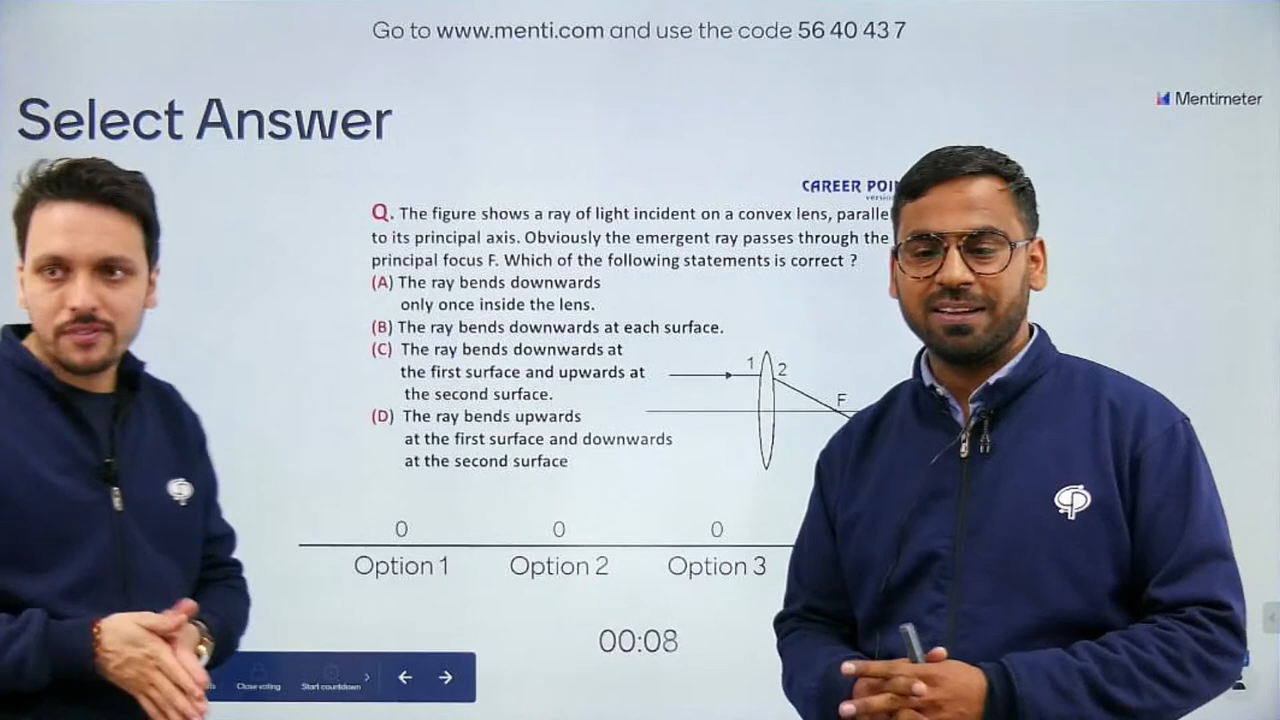 Go to www.menti.com and use the code 56 40 43 7
Select Answer
Mentimeter
CAREER POI
Q. The figure shows a ray of light incident on a convex lens, paralle
to its principal axis. Obviously the emergent ray passes through the
principal focus F. Which of the following statements is correct ?
(A) The ray bends downwards
only once inside the lens.
(B) The ray bends downwards at each surface.
(C) The ray bends downwards at
the first surface and upwards at
the second surface.
(D) The ray bends upwards
at the first surface and downwards
at the second surface
1
2
F
0
0
0
Option 1
Option 2
Option 3
00:08
Close voting
Start countdown